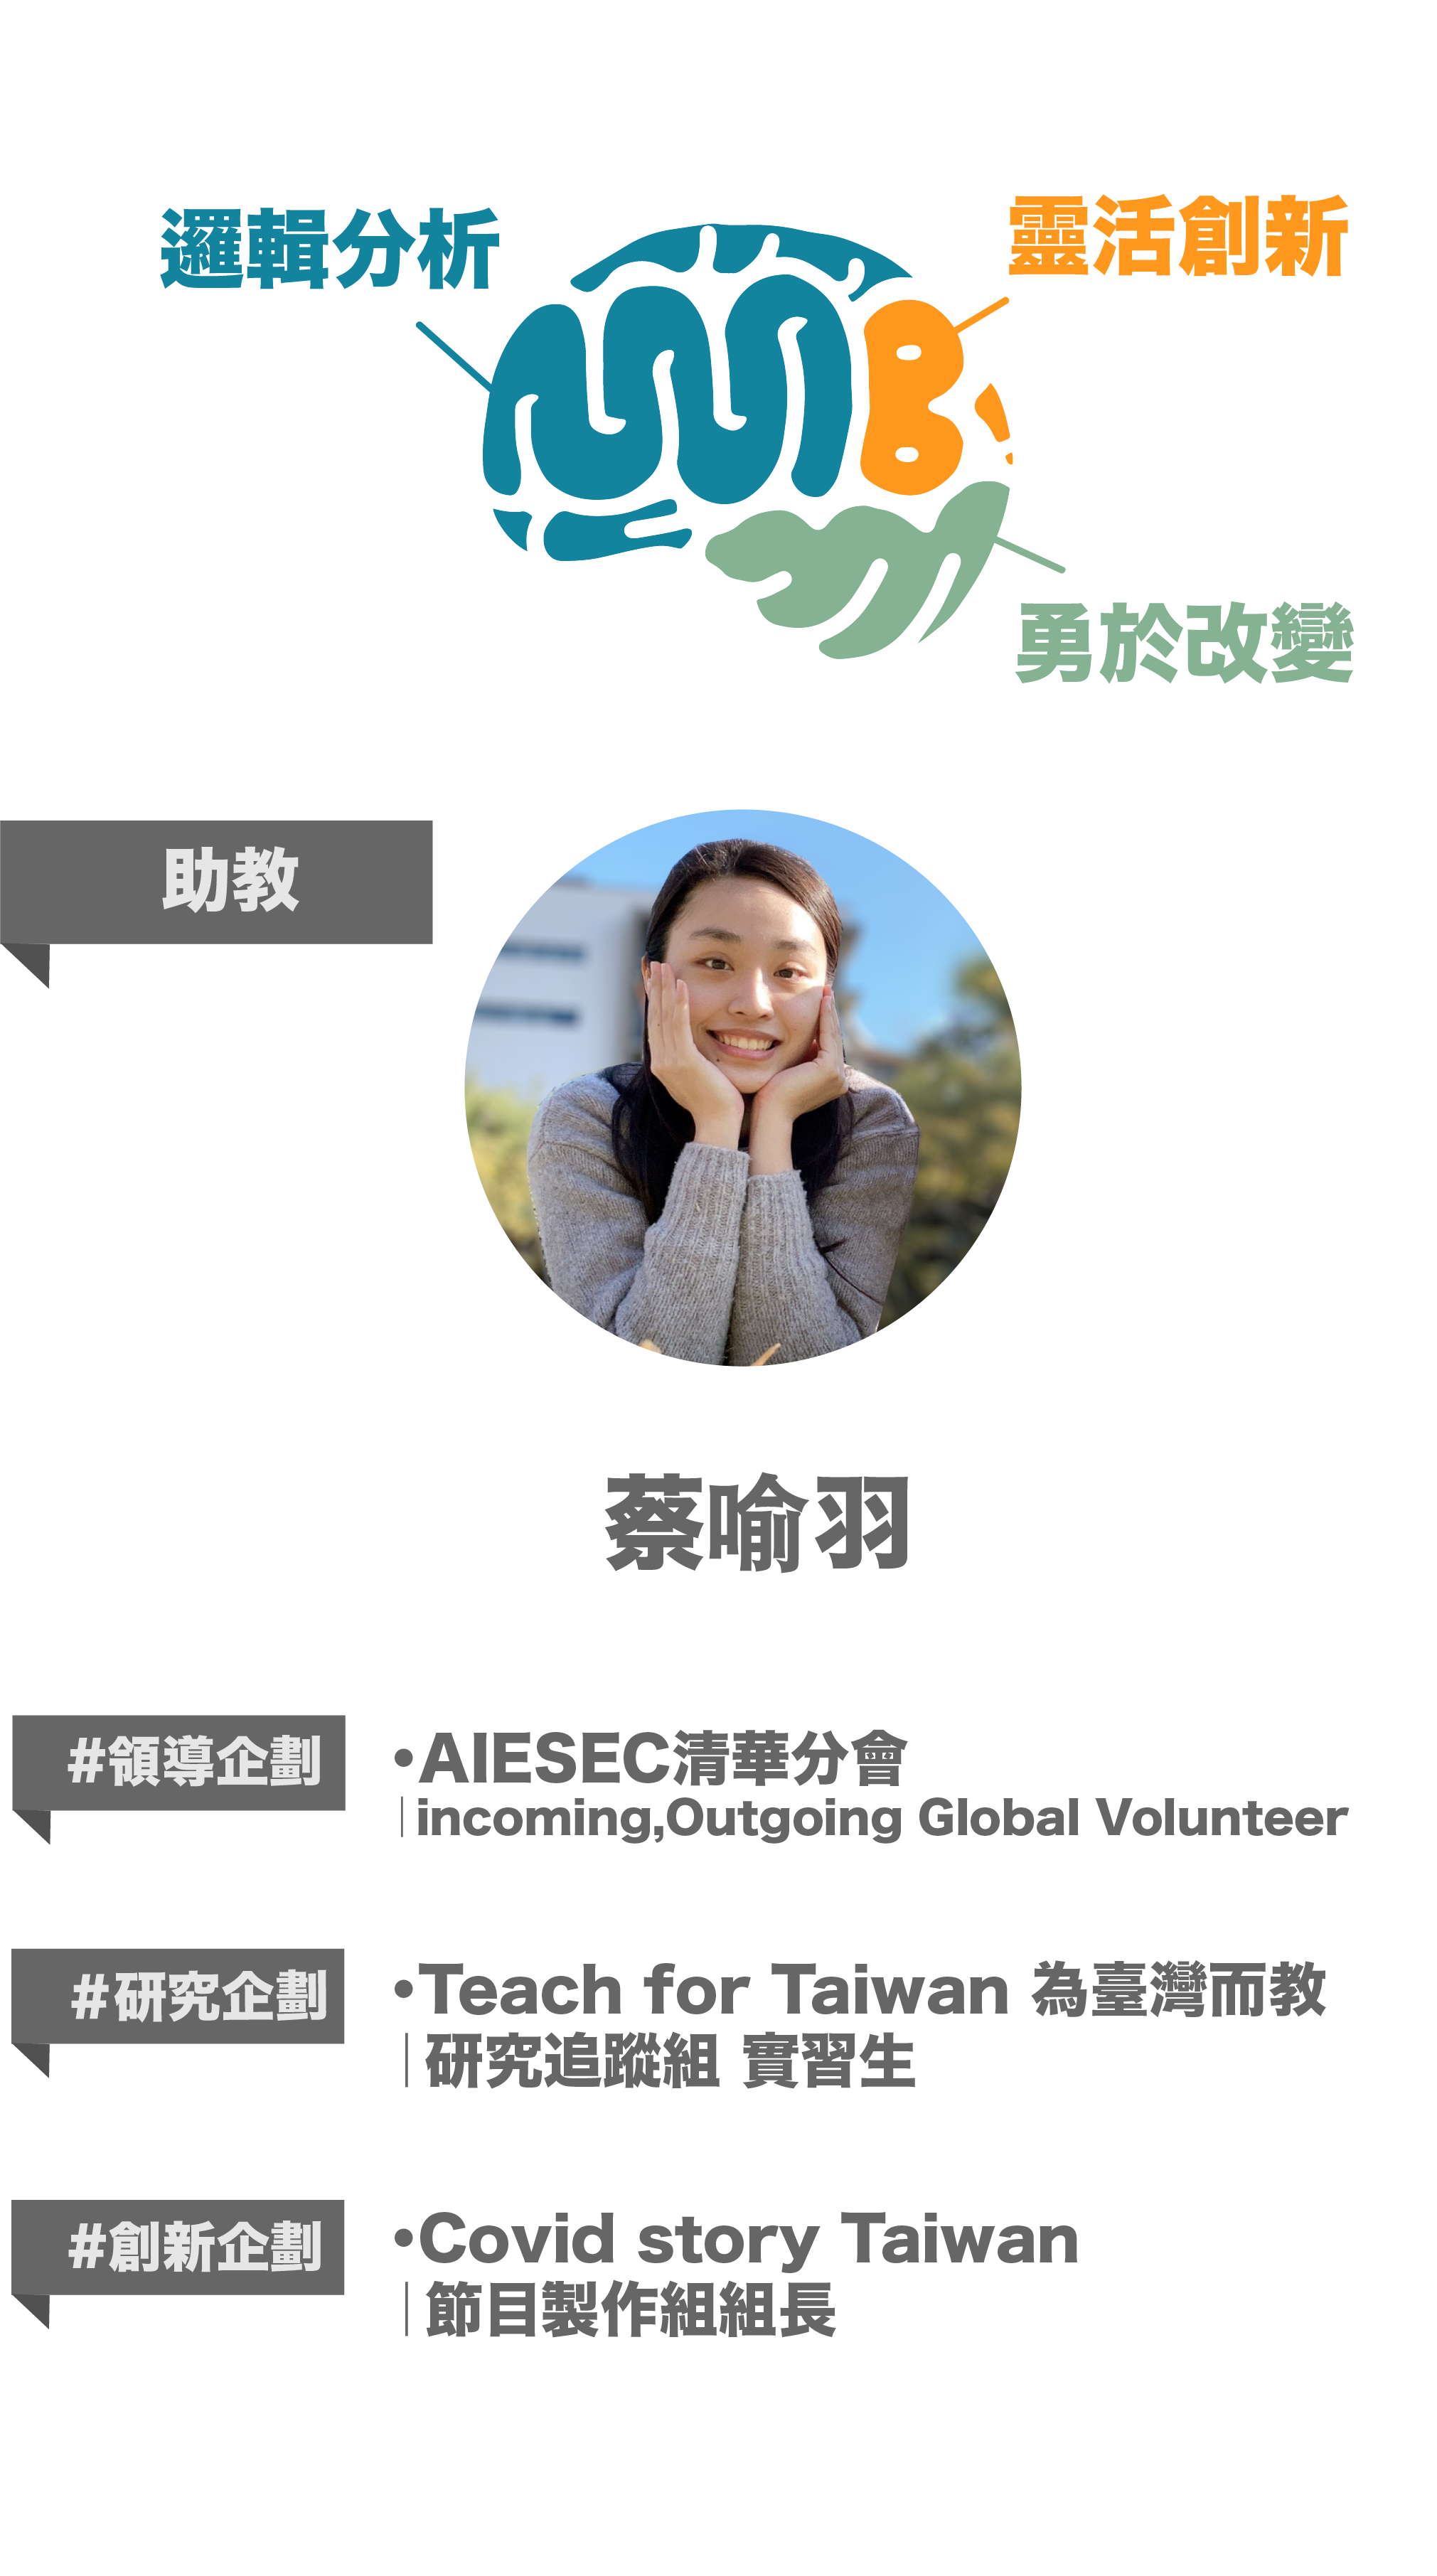 邏輯分析
靈活創新
B
勇於改變
助教
蔡喻羽
#領導企劃
•AIESEC清華分會
|incoming,Outgoing Global Volunteer
#研究企劃
•Teach for Taiwan 為臺灣而教
|研究追蹤組 實習生
#創新企劃
•Covid story Taiwan
|節目製作組組長